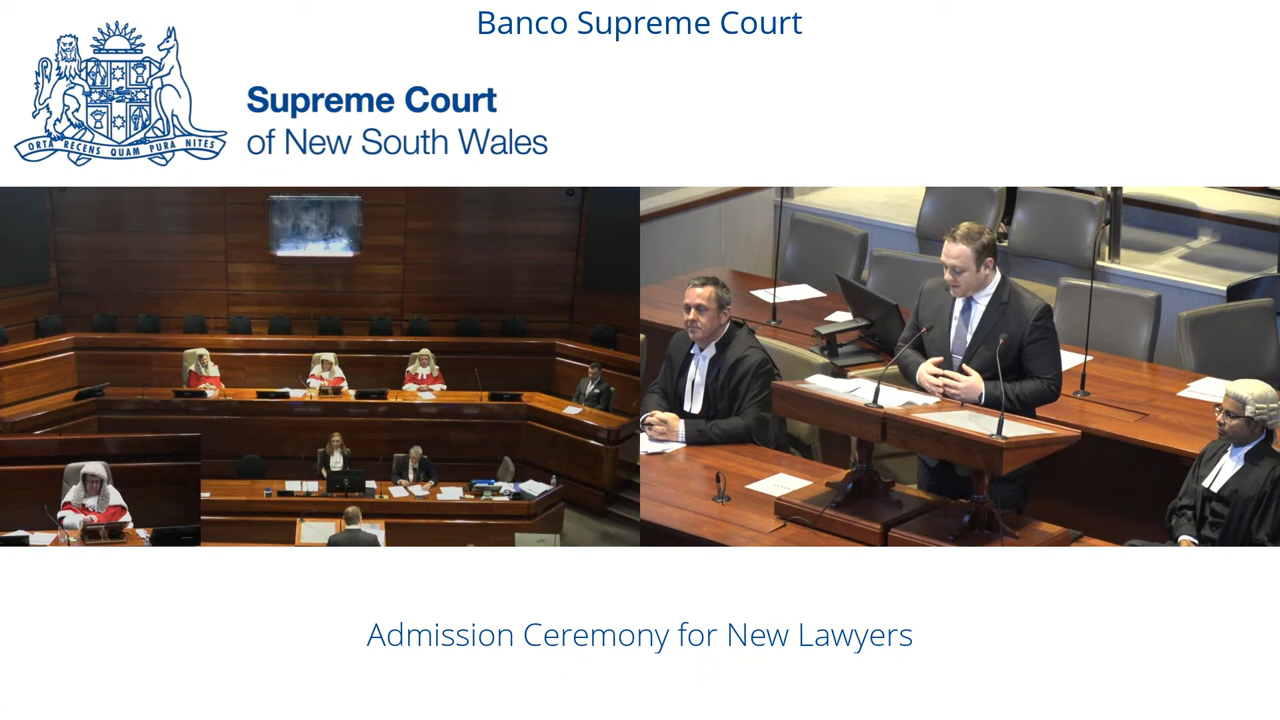 Banco Supreme Court
Supreme Court
of New South Wales
ORTA RECENS QUAM PURA NITES
Admission Ceremony for New Lawyers